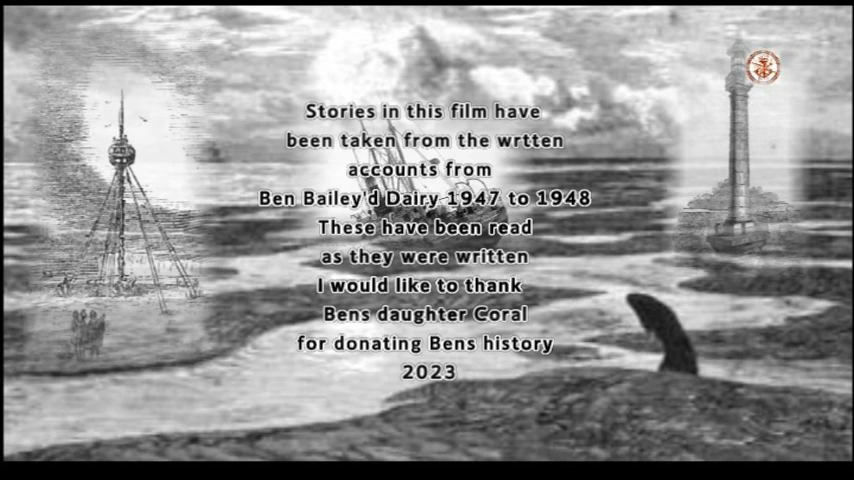 Stories in this film have
been taken from the wrtten
accounts from
Ben Bailey'd Dairy 1947 to 1948
These have been read
as they were written
I would like to thank
Bens daughter Coral
for donating Bens history
2023